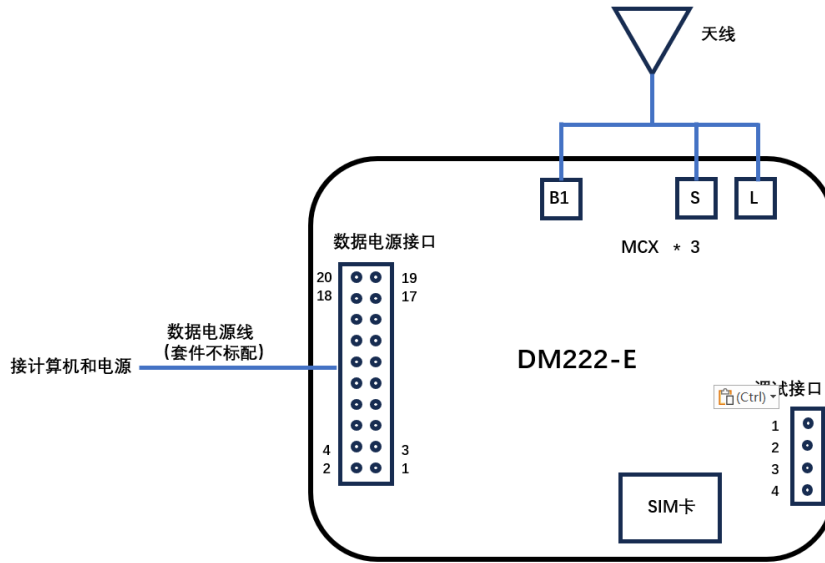 天线
B1
S
L
MCX * 3
数据电源接口
20
19
18
17
数据电源线
(套件不标配)
接计算机和电源
DM222-E
(Ctrl)
试接口
1
2
3
4
4
3
2
1
SIM卡